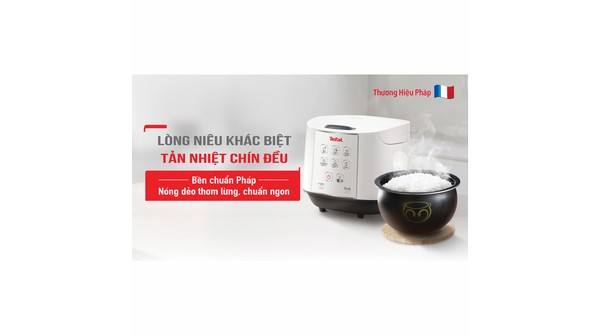 Thương Hiệu Pháp
LÒNG NIÊU KHÁC BIỆT
TẢN NHIỆT CHÍN ĐỀU
Bền chuẩn Pháp
Nóng dẻo thơm lừng, chuẩn ngon
Tefal